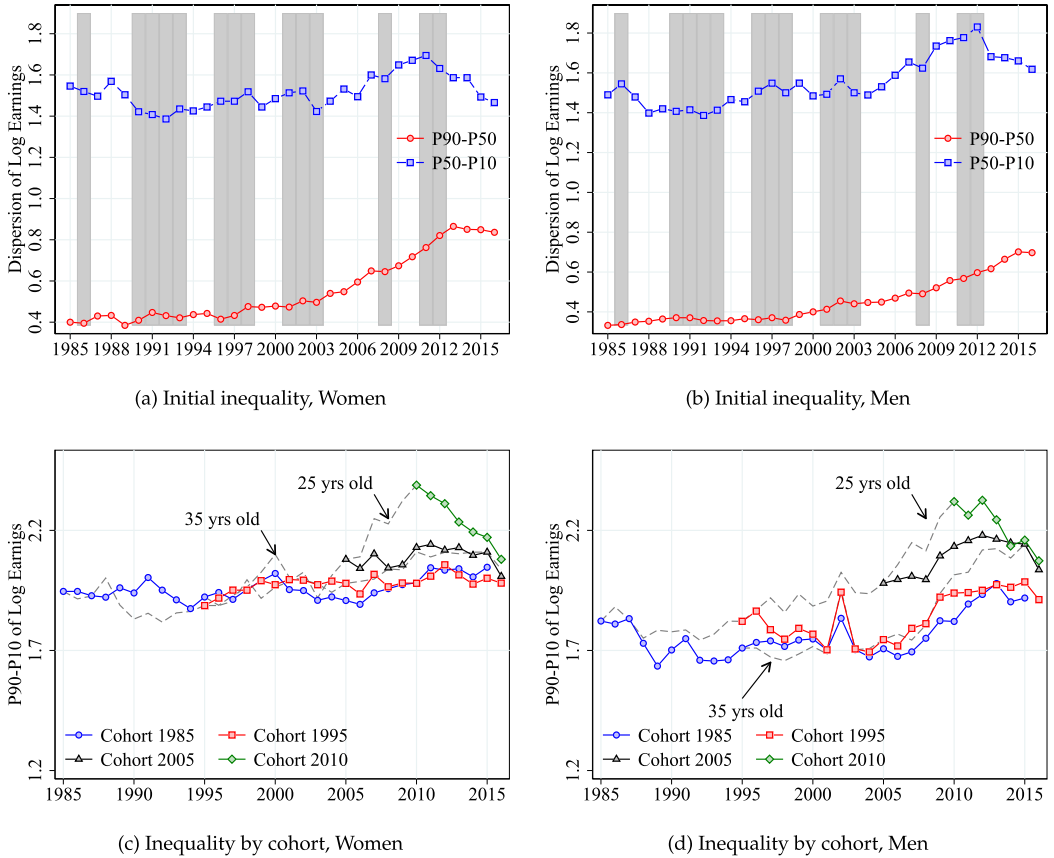 Dispersion of Log Earnings
1.8
1.6
1.4
1.2
1.0
0.8
0.6
0.4
P90-P50
P50-P10
1985 1988 1991 1994 1997 2000 2003 2006 2009 2012 2015
(a) Initial inequality, Women
Dispersion of Log Earnings
1.8
1.6
1.4
1.2
1.0
0.8
0.6
0.4
P90-P50
P50-P10
1985 1988 1991 1994 1997 2000 2003 2006 2009 2012 2015
(b) Initial inequality, Men
P90-P10 of Log Earnigs
2.2
1.7
1.2
25 yrs old
35 yrs old
Cohort 1985
Cohort 1995
Cohort 2005
Cohort 2010
1985 1990 1995 2000 2005 2010 2015
(c) Inequality by cohort, Women
P90-P10 of Log Earnings
2.2
1.7
1.2
25 yrs old
35 yrs old
Cohort 1985
Cohort 1995
Cohort 2005
Cohort 2010
1985 1990 1995 2000 2005 2010 2015
(d) Inequality by cohort, Men